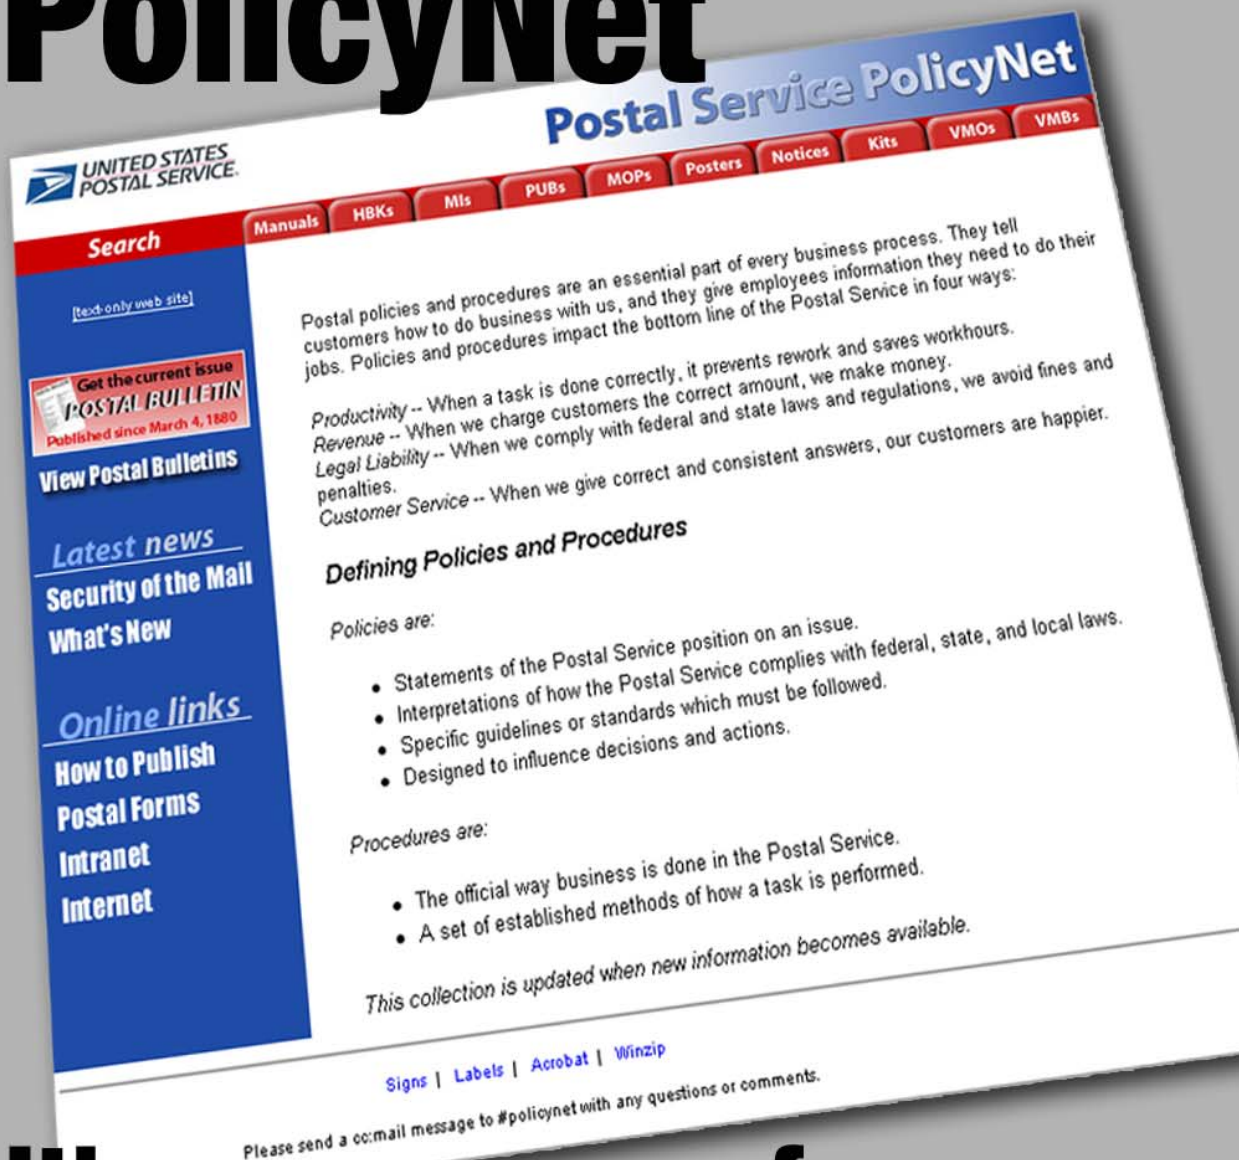 PolicyNet
Postal Service PolicyNet
UNITED STATES
POSTAL SERVICE.
Manuals HBKs MIs PUBs MOPs Posters Notices Kits VMOs VMBs
Search
[text-only web site]
Get the current issue
POSTAL BULLETIN
Published since March 4, 1880
View Postal Bulletins
Latest news
Security of the Mail
What's New
Online links
How to Publish
Postal Forms
Intranet
Internet
Postal policies and procedures are an essential part of every business process. They tell
customers how to do business with us, and they give employees information they need to do their
jobs. Policies and procedures impact the bottom line of the Postal Service in four ways:
Productivity -- When a task is done correctly, it prevents rework and saves workhours.
Revenue -- When we charge customers the correct amount, we make money.
Legal Liability -- When we comply with federal and state laws and regulations, we avoid fines and
penalties.
Customer Service -- When we give correct and consistent answers, our customers are happier.
Defining Policies and Procedures
Policies are:
• Statements of the Postal Service position on an issue.
• Interpretations of how the Postal Service complies with federal, state, and local laws.
• Specific guidelines or standards which must be followed.
• Designed to influence decisions and actions.
Procedures are:
• The official way business is done in the Postal Service.
• A set of established methods of how a task is performed.
This collection is updated when new information becomes available.
Signs | Labels | Acrobat | Winzip
Please send a cc:mail message to #policynet with any questions or comments.